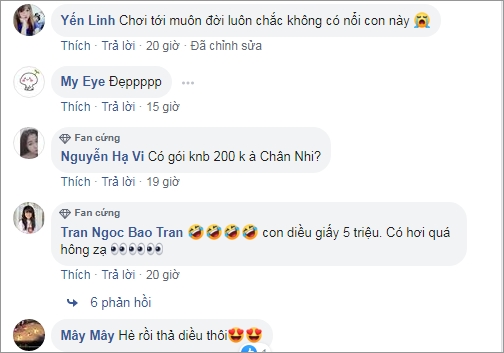 Yến Linh Chơi tới muôn đời luôn chắc không có nổi con này 😭
Thích · Trả lời · 20 giờ · Đã chỉnh sửa
My Eye Đẹppppp ...
Thích · Trả lời · 15 giờ
Fan cứng
Nguyễn Hạ Vi Có gói knb 200 k à Chân Nhi?
Thích · Trả lời · 19 giờ
Fan cứng
Tran Ngoc Bao Tran 🤣🤣🤣🤣 con diều giấy 5 triệu. Có hơi quá
hông zạ 👀👀👀
Thích · Trả lời · 20 giờ
6 phản hồi
Mây Mây Hè rồi thả diều thôi😍😍